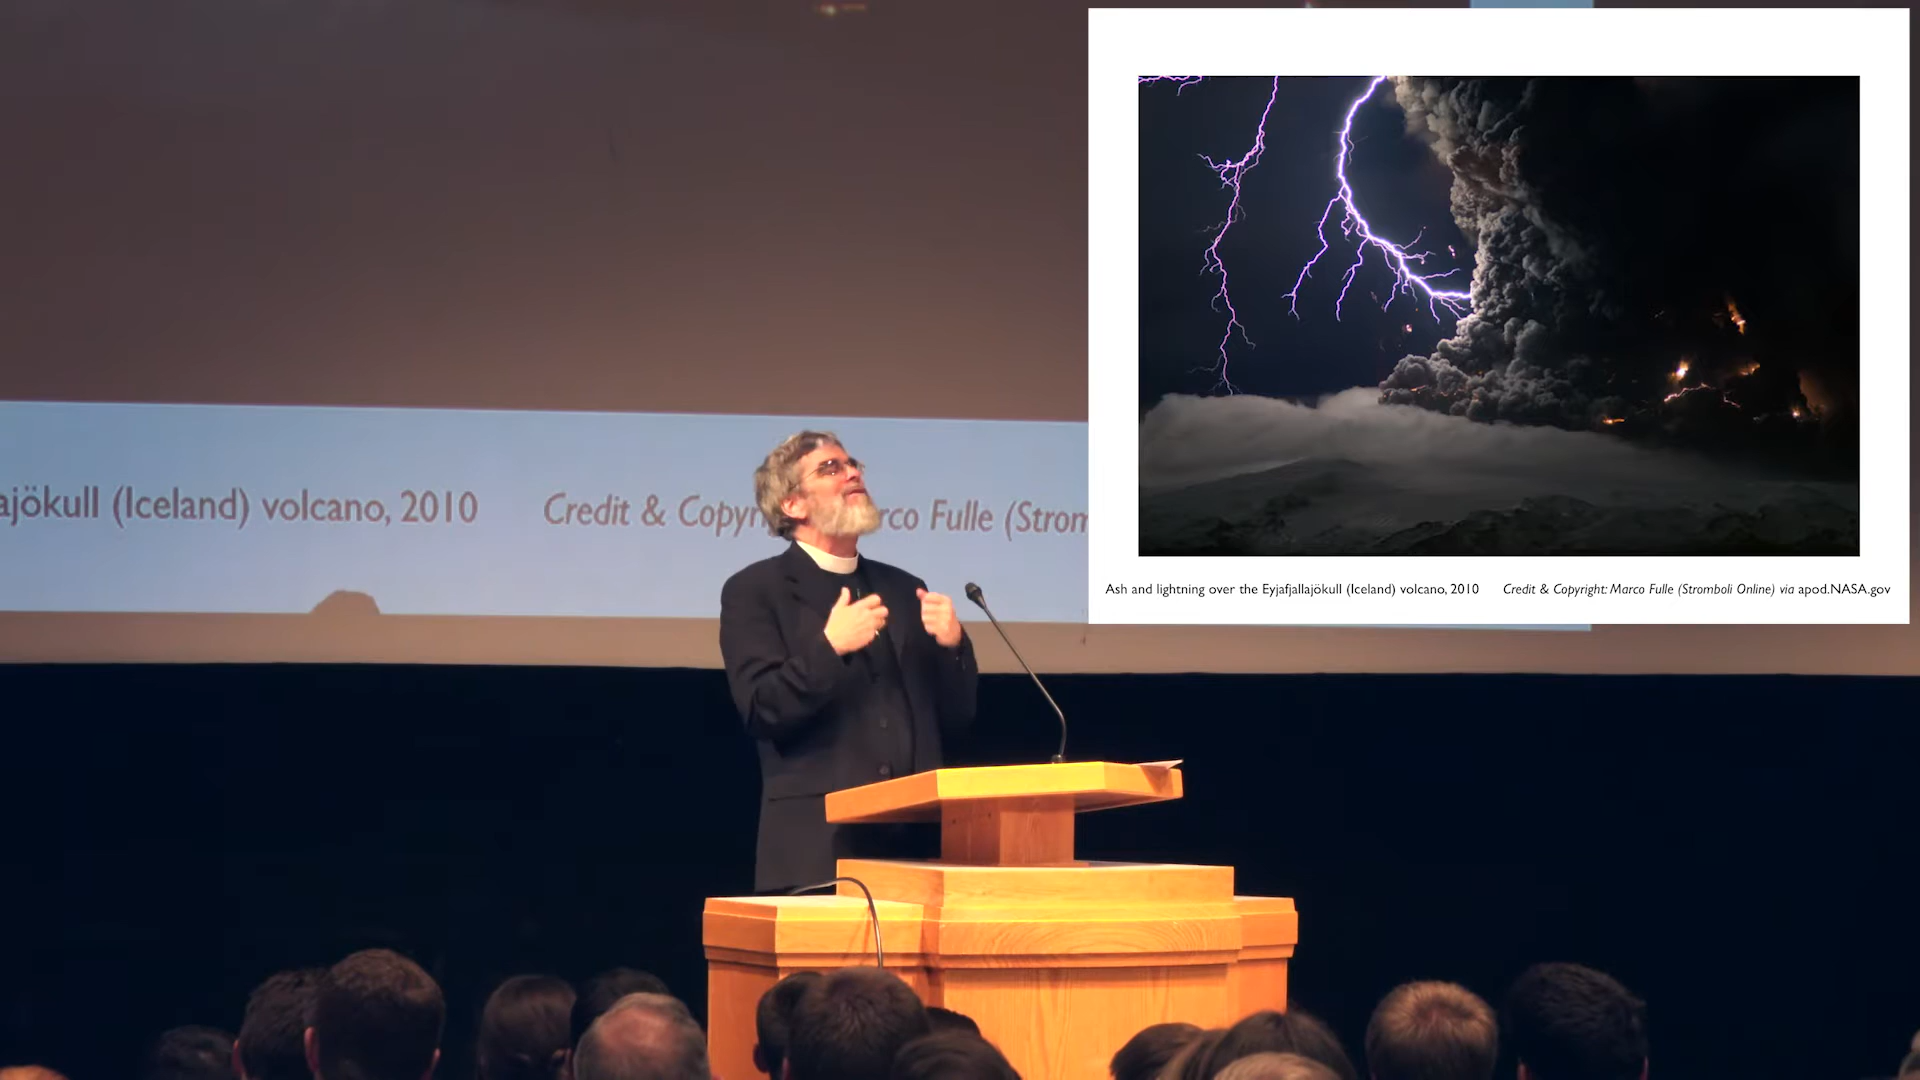 Ash and lightning over the Eyjafjallajökull (Iceland) volcano, 2010 Credit & Copyright: Marco Fulle (Stromboli Online) via apod.NASA.gov
ajökull (Iceland) volcano, 2010 Credit & Copyr rco Fulle (Strom